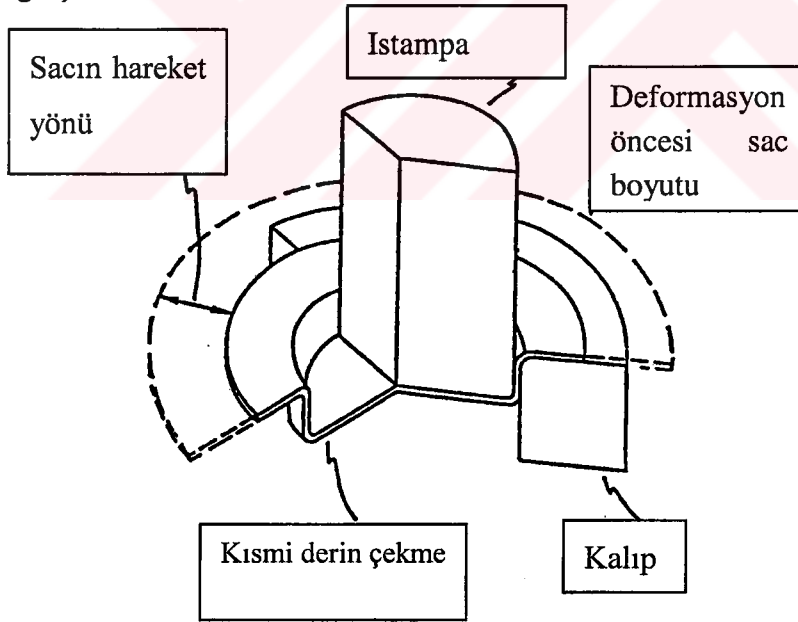 Sacın hareket
yönü
Istampa
Deformasyon
öncesi sac
boyutu
Kısmi derin çekme
Kalıp